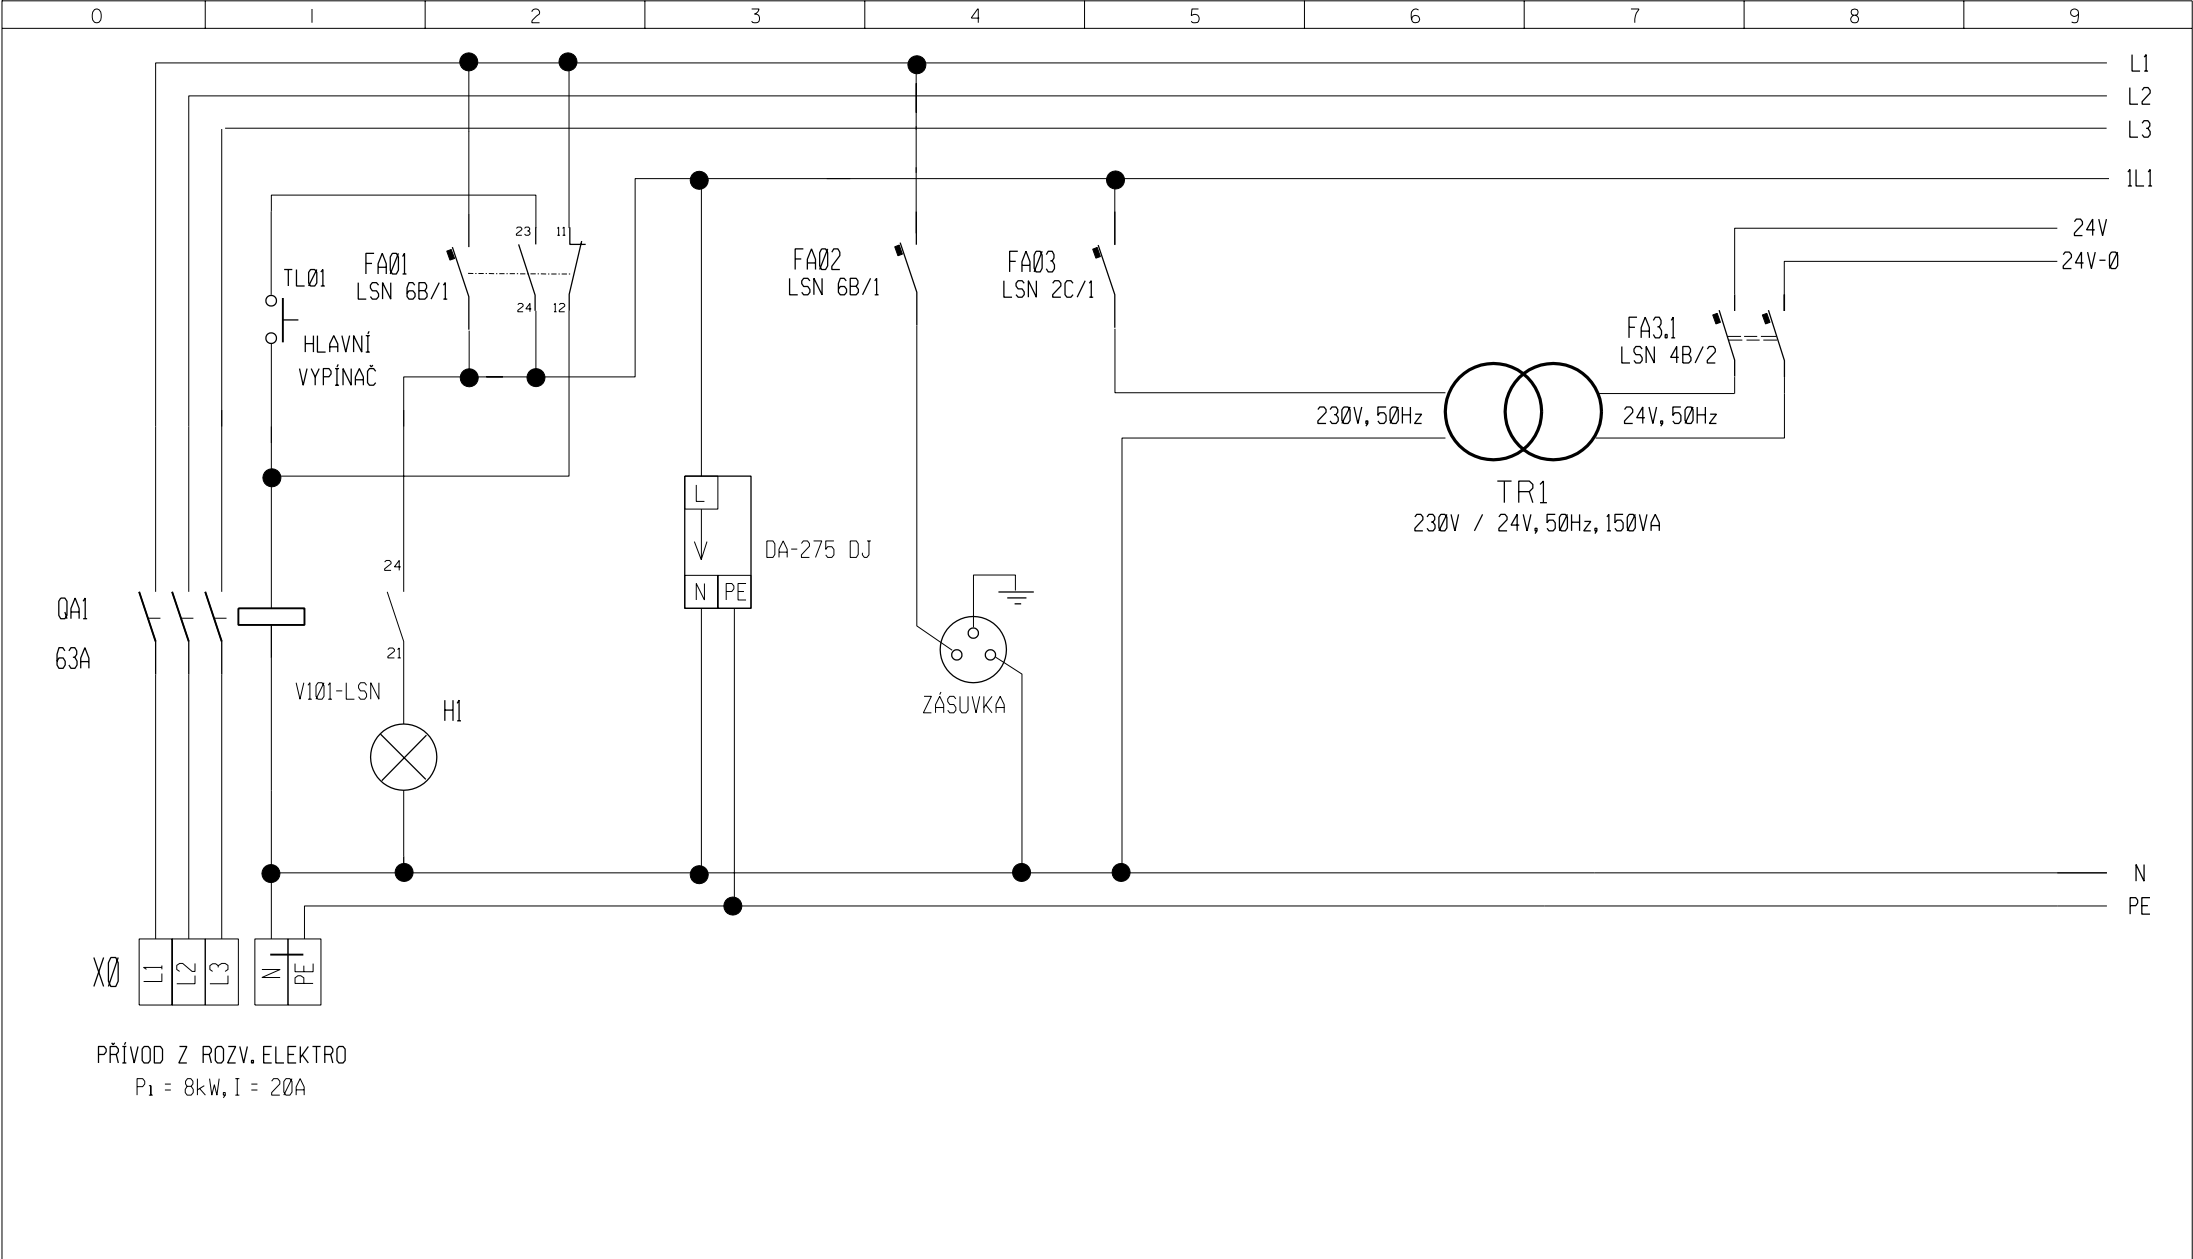 0 1 2 3 4 5 6 7 8 9
L1
L2
L3
1L1
24V
24V-0
23 11
FA01
LSN 6B/1
24 12
TL01
HLAVNÍ
VYPÍNAČ
FA02
LSN 6B/1
FA03
LSN 2C/1
FA3.1
LSN 4B/2
230V, 50Hz
24V, 50Hz
TR1
230V / 24V, 50Hz, 150VA
L
N PE
DA-275 DJ
24
21
QA1
63A
V101-LSN
H1
ZÁSUVKA
N
PE
X0
L1 L2 L3 N PE
PŘÍVOD Z ROZV. ELEKTRO
P1 = 8kW, I = 20A